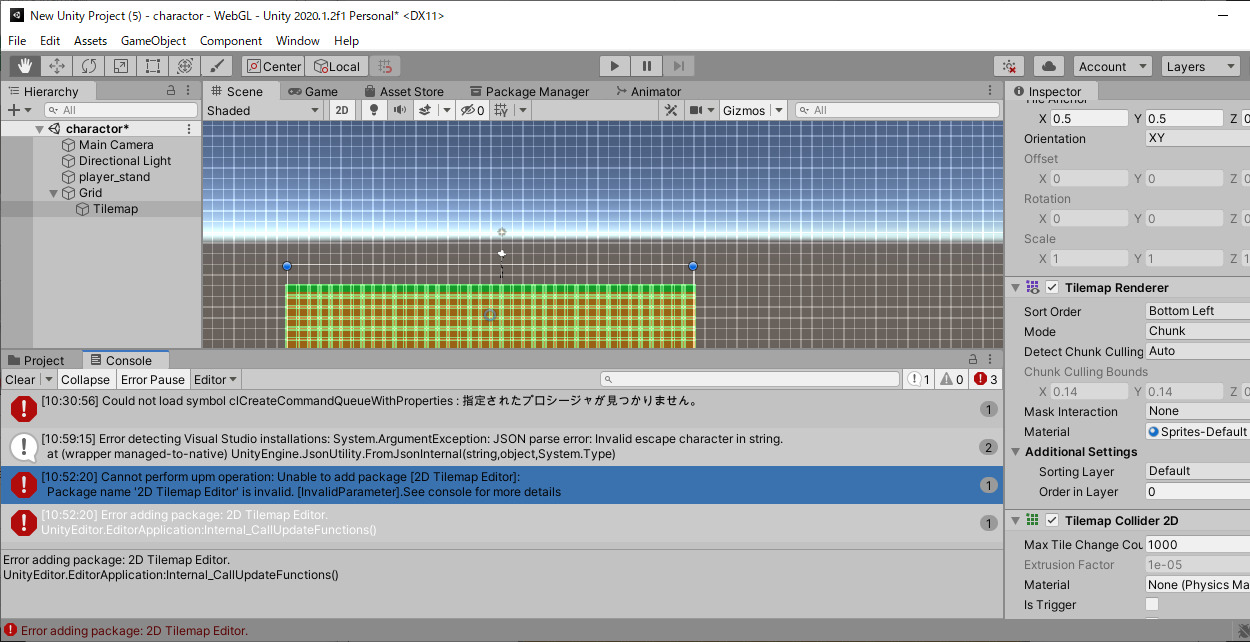 New Unity Project (5) - charactor - WebGL - Unity 2020.1.2f1 Personal* <DX11>
File Edit Assets GameObject Component Window Help
Center Local Account Layers
Hierarchy
All
charactor*
Main Camera
Directional Light
player_stand
Grid
Tilemap
Scene Game Asset Store Package Manager Animator
Shaded 2D 0 Gizmos All
Inspector
Tile Anchor
X 0.5 Y 0.5 Z 0
Orientation XY
Offset
X 0 Y 0 Z 0
Rotation
X 0 Y 0 Z 0
Scale
X 1 Y 1 Z 1
Tilemap Renderer
Sort Order Bottom Left
Mode Chunk
Detect Chunk Culling Auto
Chunk Culling Bounds
X 0.14 Y 0.14 Z 0
Mask Interaction None
Material Sprites-Default
Additional Settings
Sorting Layer Default
Order in Layer 0
Tilemap Collider 2D
Max Tile Change Cou 1000
Extrusion Factor 1e-05
Material None (Physics Ma
Is Trigger
Project Console
Clear Collapse Error Pause Editor 1 0 3
[10:30:56] Could not load symbol clCreateCommandQueueWithProperties : 指定されたプロシージャが見つかりません。
1
[10:59:15] Error detecting Visual Studio installations: System.ArgumentException: JSON parse error: Invalid escape character in string.
at (wrapper managed-to-native) UnityEngine.JsonUtility.FromJsonInternal(string,object,System.Type)
2
[10:52:20] Cannot perform upm operation: Unable to add package [2D Tilemap Editor]:
Package name '2D Tilemap Editor' is invalid. [InvalidParameter].See console for more details
1
[10:52:20] Error adding package: 2D Tilemap Editor.
UnityEditor.EditorApplication:Internal_CallUpdateFunctions()
1
Error adding package: 2D Tilemap Editor.
UnityEditor.EditorApplication:Internal_CallUpdateFunctions()
Error adding package: 2D Tilemap Editor.